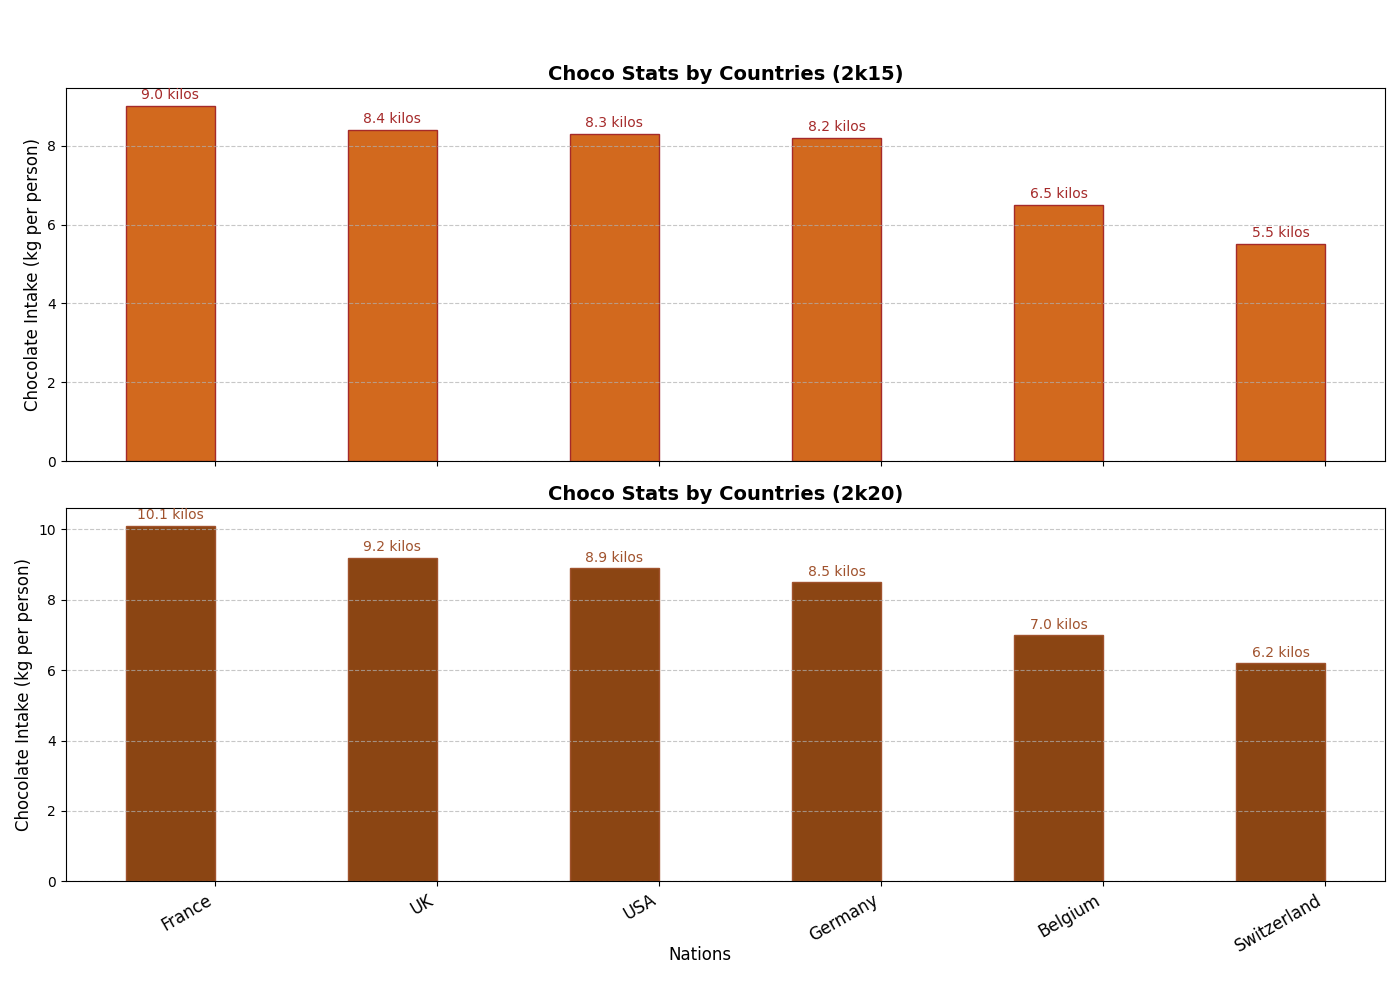 Choco Stats by Countries (2k15)
Chocolate Intake (kg per person)
8
6
4
2
0
9.0 kilos
8.4 kilos
8.3 kilos
8.2 kilos
6.5 kilos
5.5 kilos
Choco Stats by Countries (2k20)
Chocolate Intake (kg per person)
10
8
6
4
2
0
10.1 kilos
9.2 kilos
8.9 kilos
8.5 kilos
7.0 kilos
6.2 kilos
France
UK
USA
Germany
Belgium
Switzerland
Nations